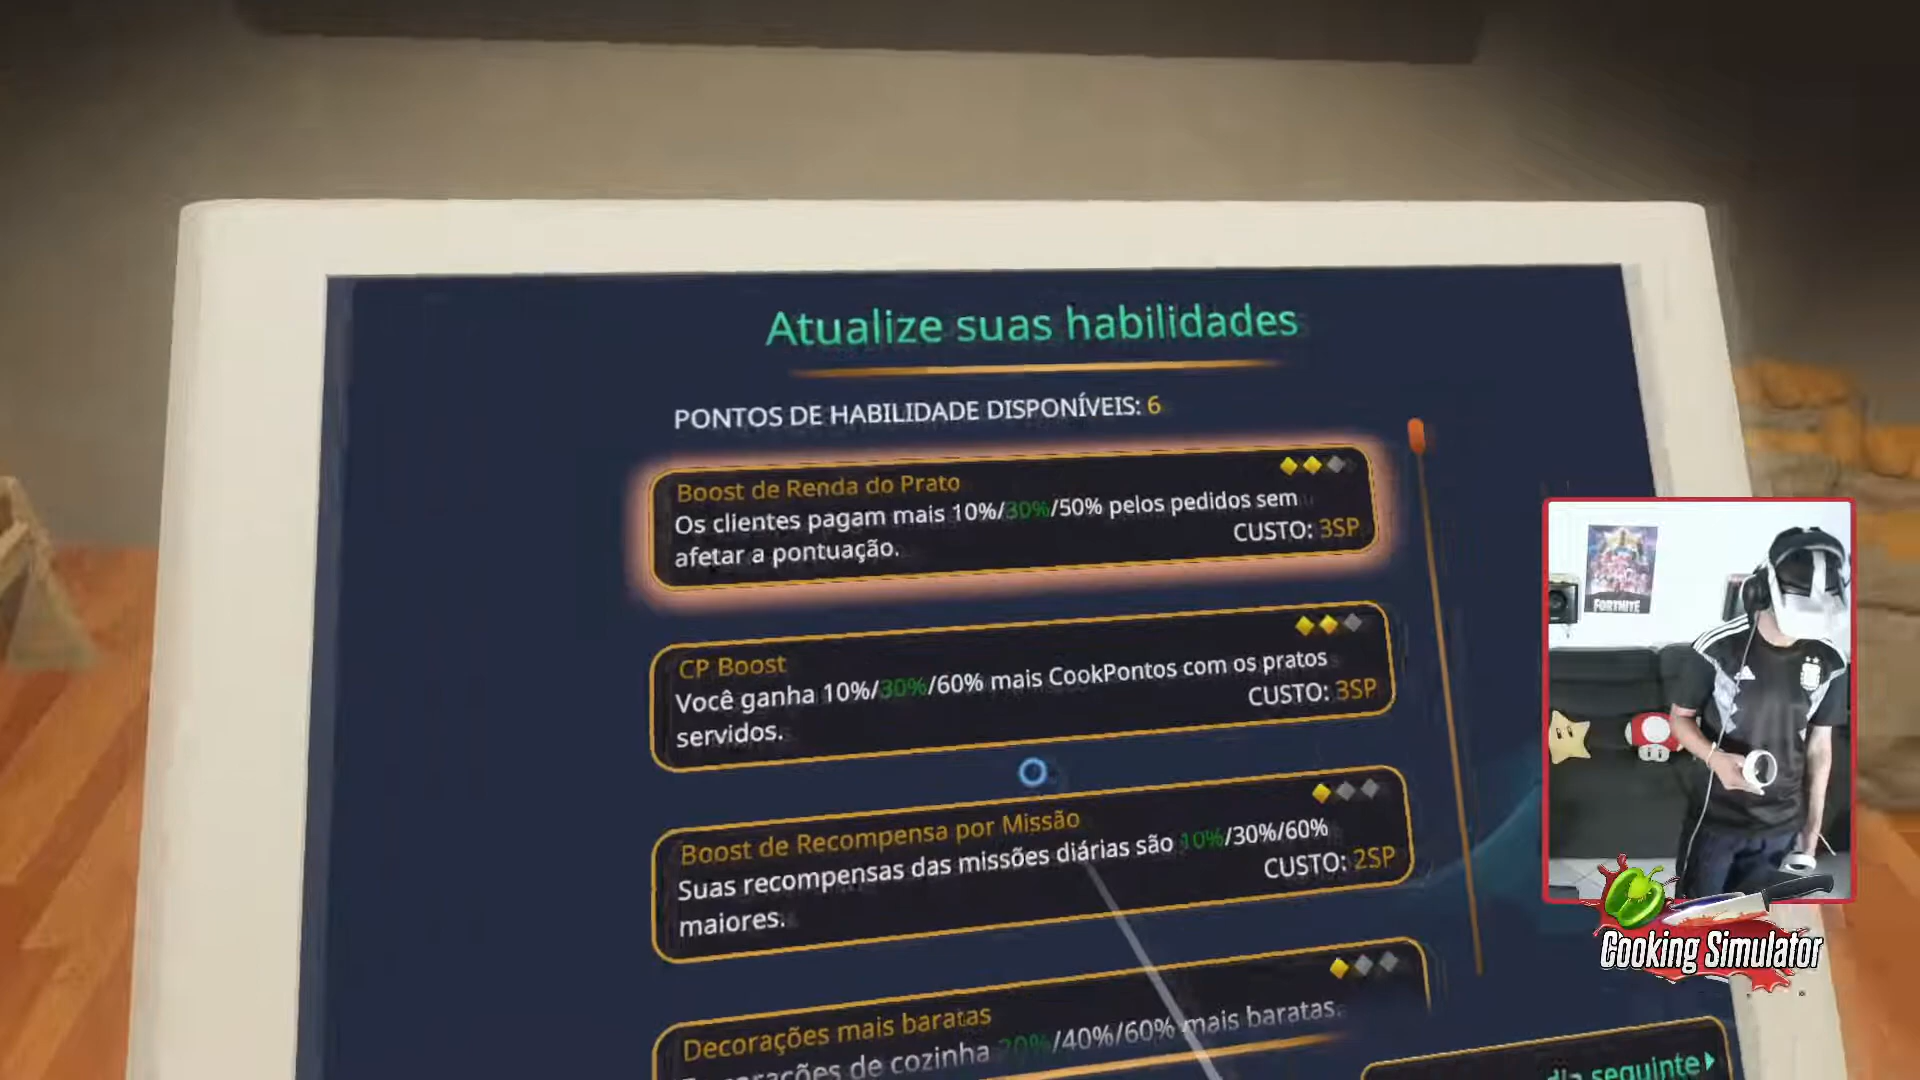 Atualize suas habilidades
PONTOS DE HABILIDADE DISPONÍVEIS: 6
Boost de Renda do Prato
Os clientes pagam mais 10%/30%/50% pelos pedidos sem
afetar a pontuação.
CUSTO: 3SP
CP Boost
Você ganha 10%/30%/60% mais CookPontos com os pratos
servidos.
CUSTO: 3SP
Boost de Recompensa por Missão
Suas recompensas das missões diárias são 10%/30%/60%
maiores.
CUSTO: 2SP
Decorações mais baratas
de cozinha 20%/40%/60% mais baratas.
dia seguinte
FORTNITE
Cooking Simulator